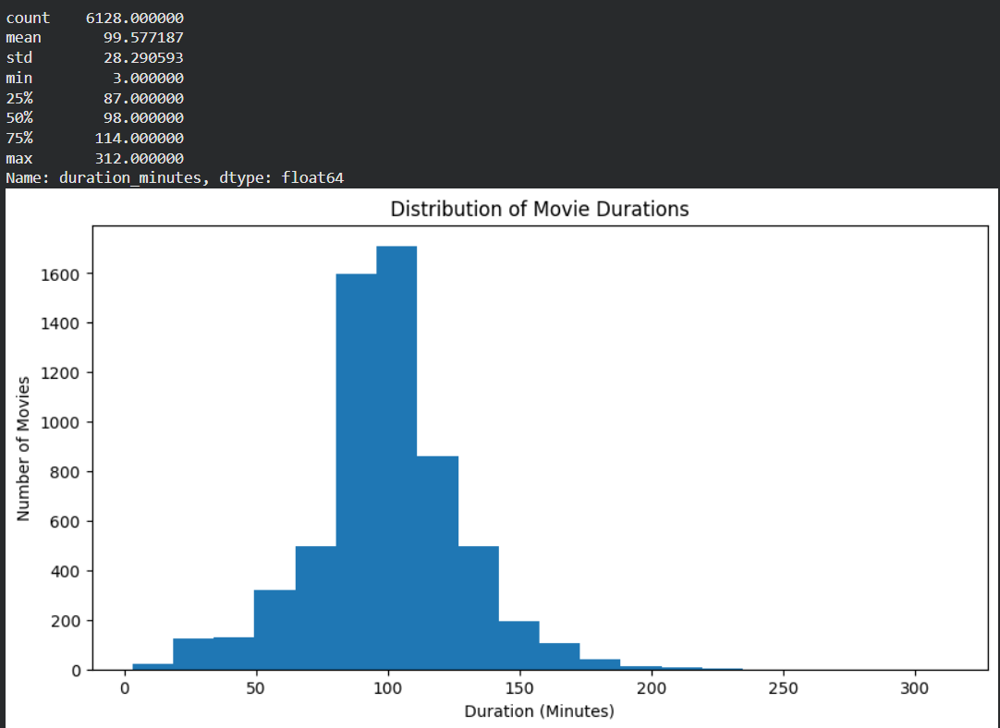 count    6128.000000
mean       99.577187
std        28.290593
min         3.000000
25%        87.000000
50%        98.000000
75%       114.000000
max       312.000000
Name: duration_minutes, dtype: float64
Distribution of Movie Durations
Number of Movies
1600
1400
1200
1000
800
600
400
200
0
0 50 100 150 200 250 300
Duration (Minutes)